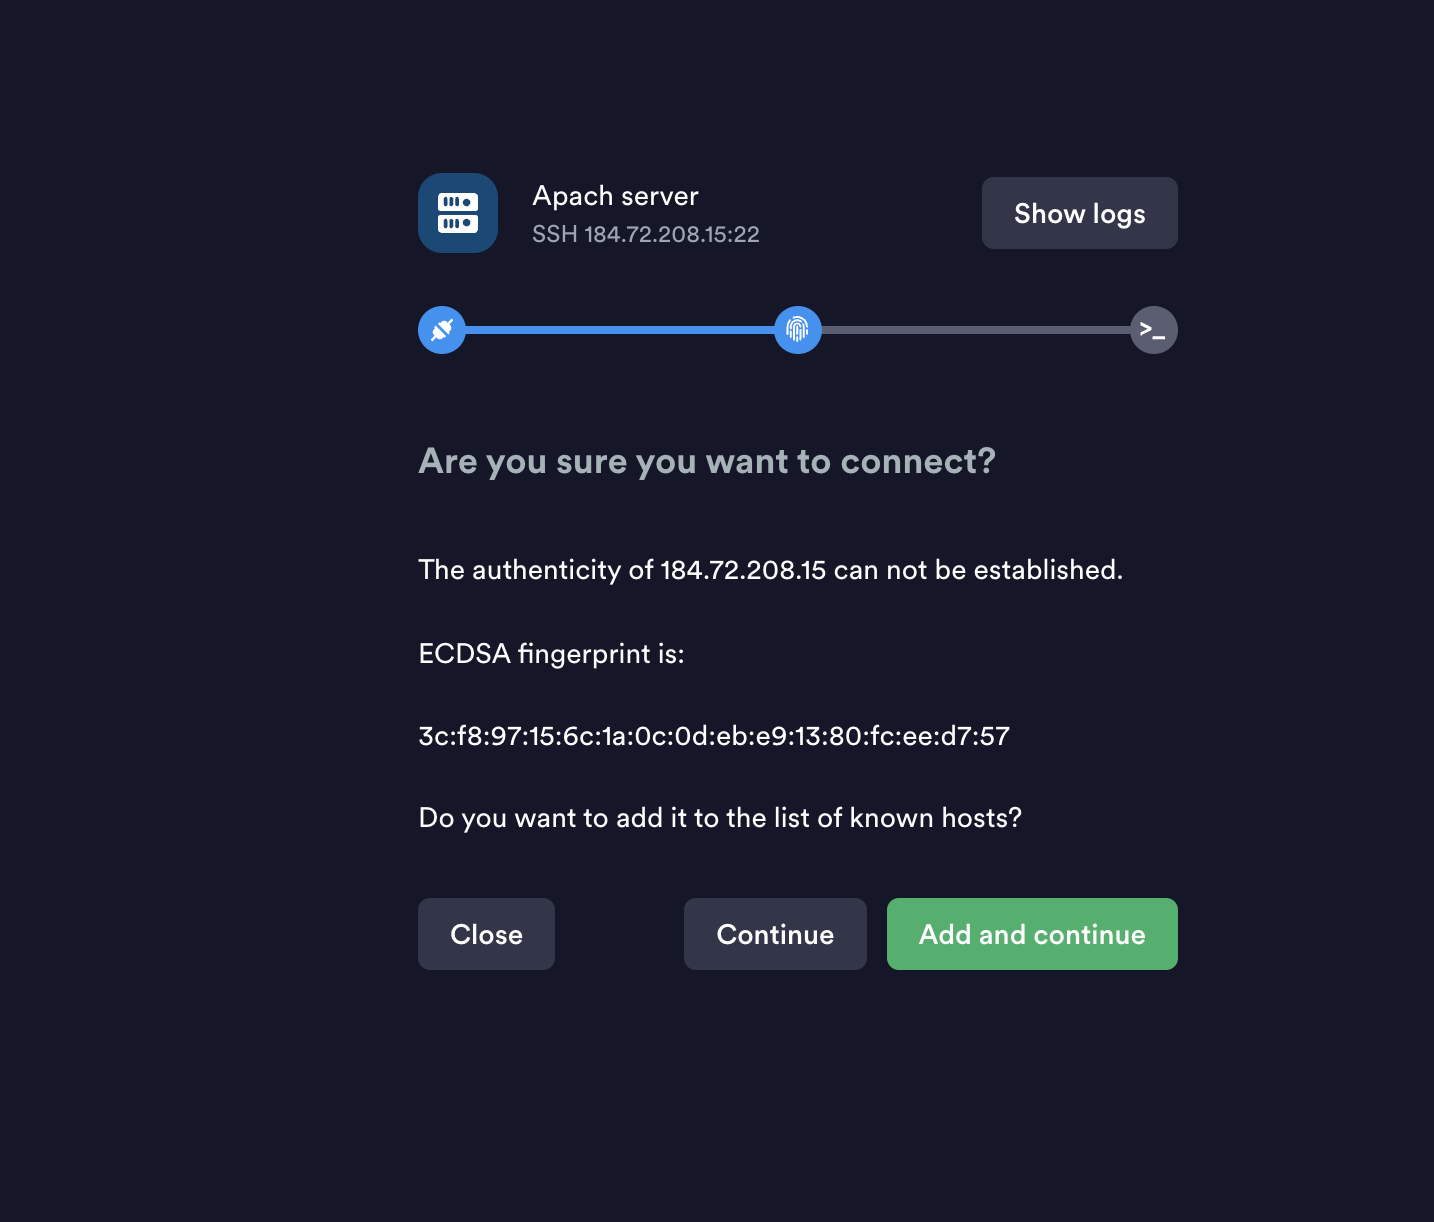 Apach server
SSH 184.72.208.15:22
Show logs
>_
Are you sure you want to connect?
The authenticity of 184.72.208.15 can not be established.
ECDSA fingerprint is:
3c:f8:97:15:6c:1a:0c:0d:eb:e9:13:80:fc:ee:d7:57
Do you want to add it to the list of known hosts?
Close
Continue
Add and continue